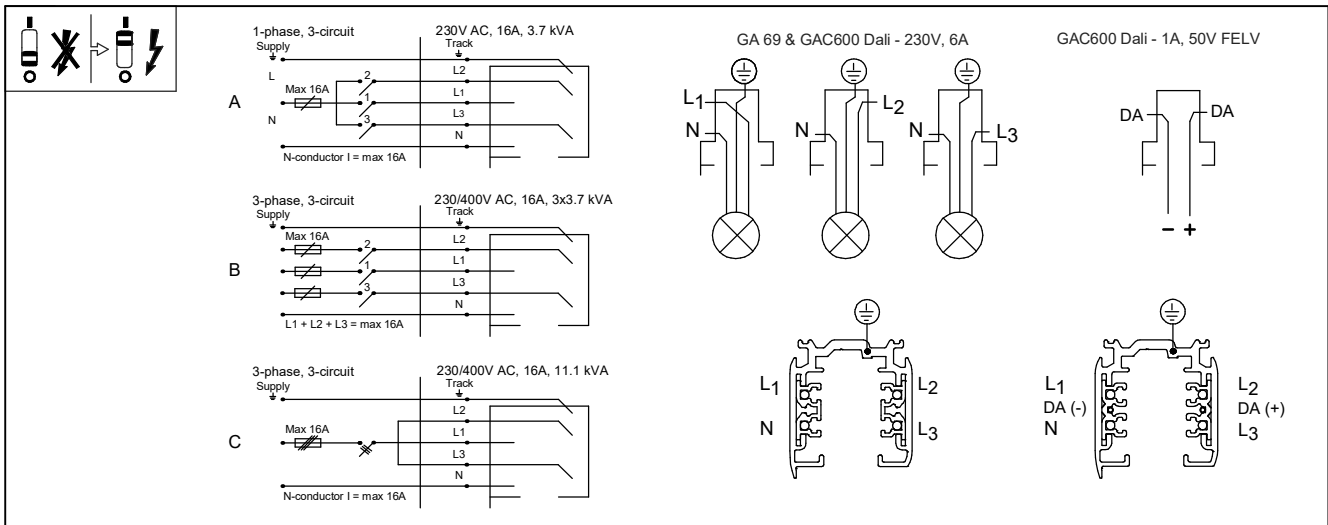 1-phase, 3-circuit
230V AC, 16A, 3.7 kVA
Supply
Track
L
Max 16A
N
A
2
1
3
L2
L1
L3
N
N-conductor I = max 16A
3-phase, 3-circuit
230/400V AC, 16A, 3x3.7 kVA
Supply
Track
Max 16A
B
2
1
3
L2
L1
L3
N
L1 + L2 + L3 = max 16A
3-phase, 3-circuit
230/400V AC, 16A, 11.1 kVA
Supply
Track
Max 16A
C
L2
L1
L3
N
N-conductor I = max 16A
GA 69 & GAC600 Dali - 230V, 6A
L1
N
N
L2
N
L3
GAC600 Dali - 1A, 50V FELV
DA
DA
- +
L1
N
L2
L3
L1
DA (-)
N
L2
DA (+)
L3